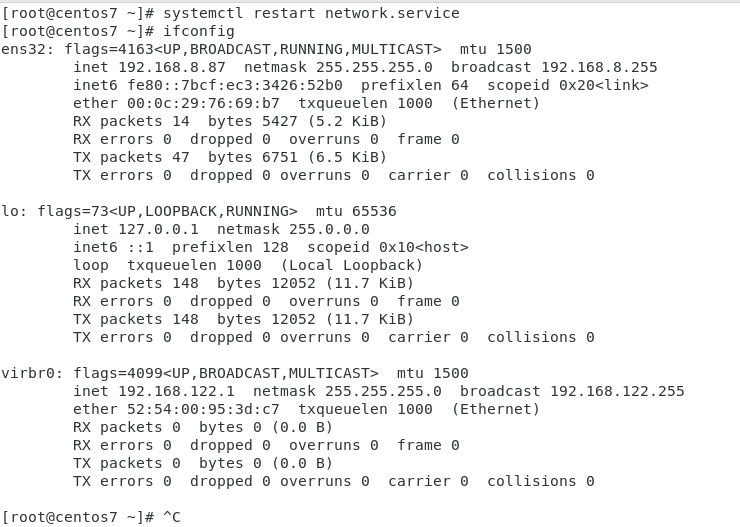 [root@centos7 ~]# systemctl restart network.service
[root@centos7 ~]# ifconfig
ens32: flags=4163<UP,BROADCAST,RUNNING,MULTICAST>  mtu 1500
        inet 192.168.8.87  netmask 255.255.255.0  broadcast 192.168.8.255
        inet6 fe80::7bcf:ec3:3426:52b0  prefixlen 64  scopeid 0x20<link>
        ether 00:0c:29:76:69:b7  txqueuelen 1000  (Ethernet)
        RX packets 14  bytes 5427 (5.2 KiB)
        RX errors 0  dropped 0  overruns 0  frame 0
        TX packets 47  bytes 6751 (6.5 KiB)
        TX errors 0  dropped 0 overruns 0  carrier 0  collisions 0

lo: flags=73<UP,LOOPBACK,RUNNING>  mtu 65536
        inet 127.0.0.1  netmask 255.0.0.0
        inet6 ::1  prefixlen 128  scopeid 0x10<host>
        loop  txqueuelen 1000  (Local Loopback)
        RX packets 148  bytes 12052 (11.7 KiB)
        RX errors 0  dropped 0  overruns 0  frame 0
        TX packets 148  bytes 12052 (11.7 KiB)
        TX errors 0  dropped 0 overruns 0  carrier 0  collisions 0

virbr0: flags=4099<UP,BROADCAST,MULTICAST>  mtu 1500
        inet 192.168.122.1  netmask 255.255.255.0  broadcast 192.168.122.255
        ether 52:54:00:95:3d:c7  txqueuelen 1000  (Ethernet)
        RX packets 0  bytes 0 (0.0 B)
        RX errors 0  dropped 0  overruns 0  frame 0
        TX packets 0  bytes 0 (0.0 B)
        TX errors 0  dropped 0 overruns 0  carrier 0  collisions 0

[root@centos7 ~]# ^C